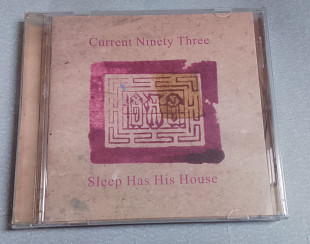 Current Ninety Three
Sleep Has His House